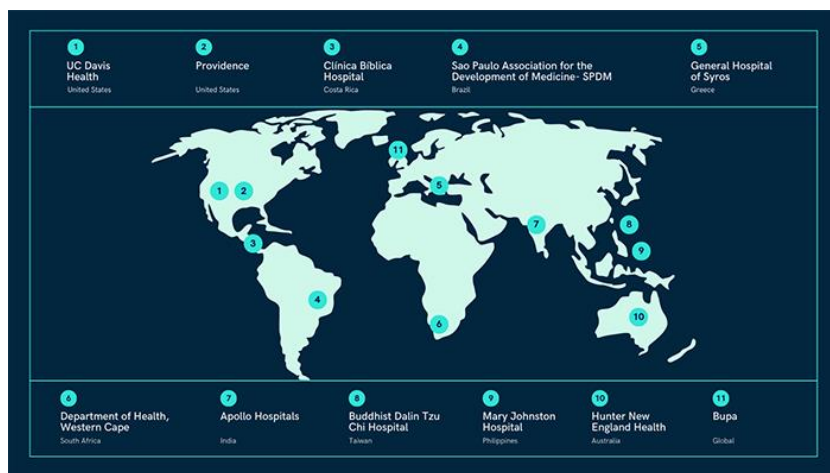 1 2 3 4 5
UC Davis
Health
United States
Providence
United States
Clínica Bíblica
Hospital
Costa Rica
Sao Paulo Association for the
Development of Medicine- SPDM
Brazil
General Hospital
of Syros
Greece
11
1 2 5
7 8
3 9
4 10
6
6 7 8 9 10 11
Department of Health,
Western Cape
South Africa
Apollo Hospitals
India
Buddhist Dalin Tzu
Chi Hospital
Taiwan
Mary Johnston
Hospital
Philippines
Hunter New
England Health
Australia
Bupa
Global